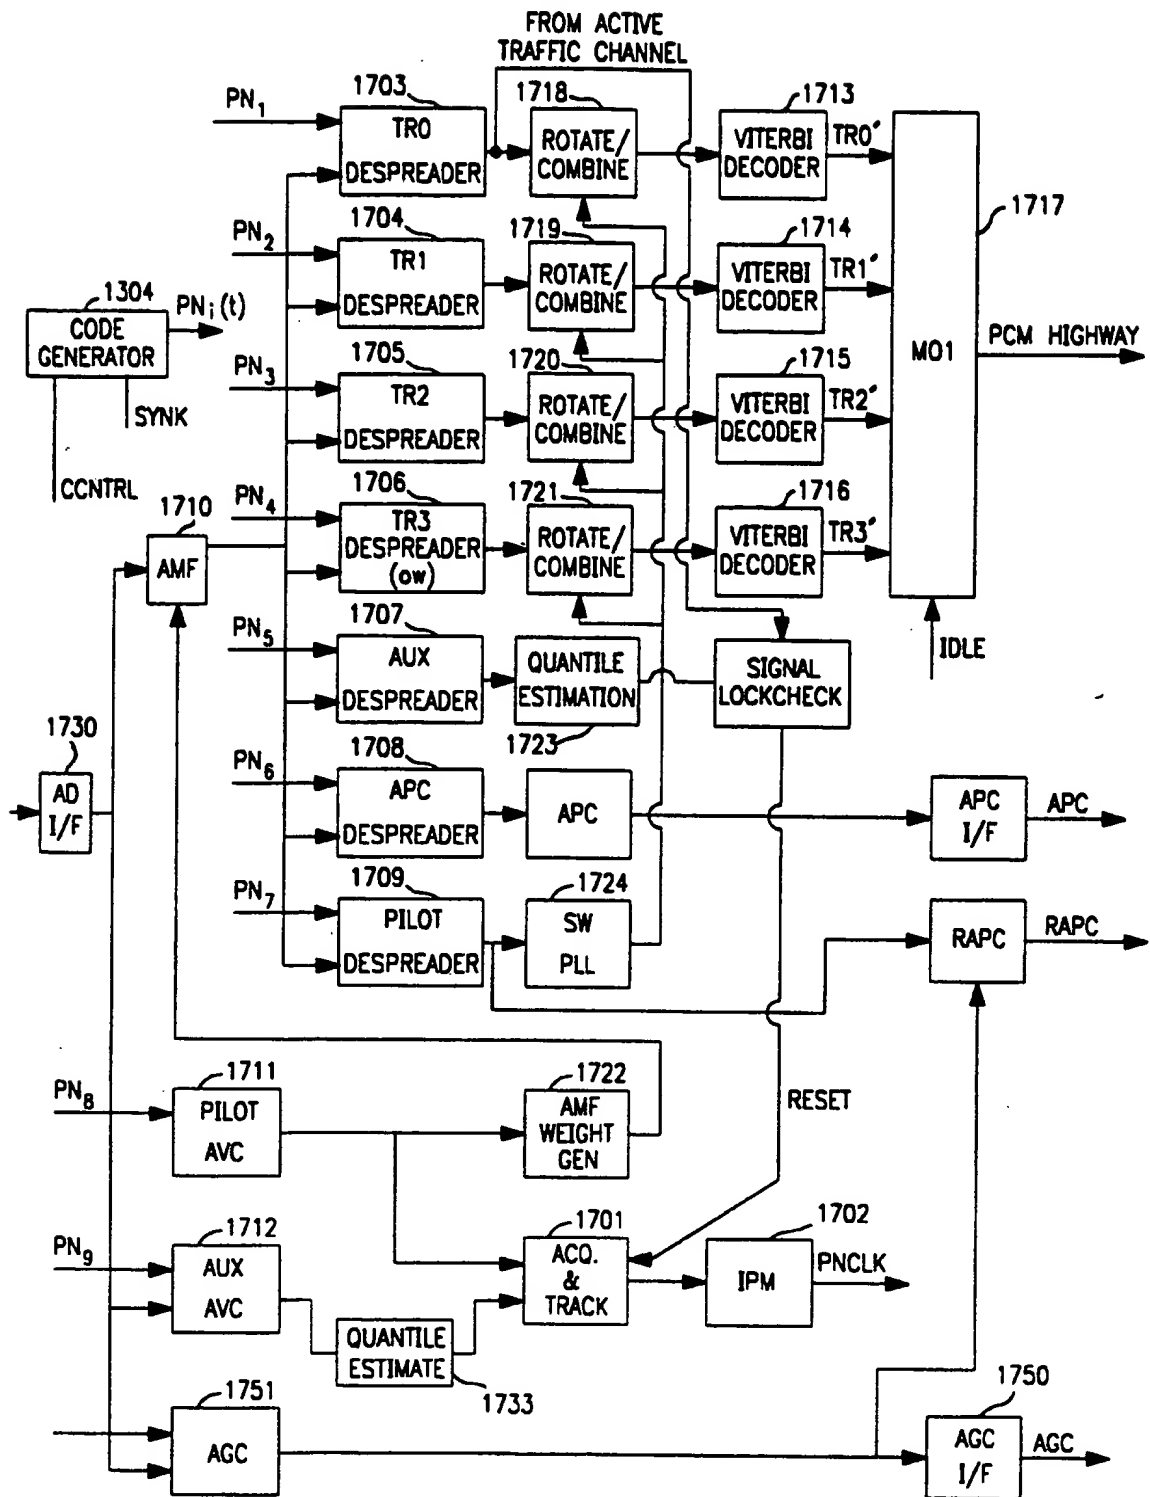 FROM ACTIVE
TRAFFIC CHANNEL
PN1
1703
TR0
DESPREADER
1718
ROTATE/
COMBINE
1713
VITERBI
DECODER
TR0'
1717
MO1
PCM HIGHWAY
IDLE
PN2
1704
TR1
DESPREADER
1719
ROTATE/
COMBINE
1714
VITERBI
DECODER
TR1'
1304
CODE
GENERATOR
PNi(t)
SYNK
CCNTRL
PN3
1705
TR2
DESPREADER
1720
ROTATE/
COMBINE
1715
VITERBI
DECODER
TR2'
1710
AMF
PN4
1706
TR3
DESPREADER
(OW)
1721
ROTATE/
COMBINE
1716
VITERBI
DECODER
TR3'
PN5
1707
AUX
DESPREADER
QUANTILE
ESTIMATION
1723
SIGNAL
LOCKCHECK
1730
AD
I/F
PN6
1708
APC
DESPREADER
APC
APC
I/F
APC
PN7
1709
PILOT
DESPREADER
1724
SW
PLL
RAPC
RAPC
PN8
1711
PILOT
AVC
1722
AMF
WEIGHT
GEN
RESET
PN9
1712
AUX
AVC
QUANTILE
ESTIMATE
1733
1701
ACQ.
&
TRACK
1702
IPM
PNCLK
1751
AGC
1750
AGC
I/F
AGC